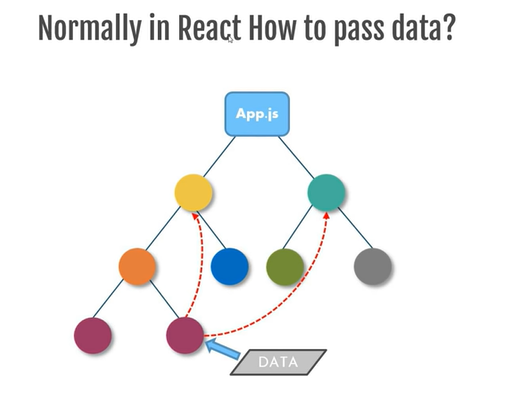 Normally in React How to pass data?
App.js
DATA